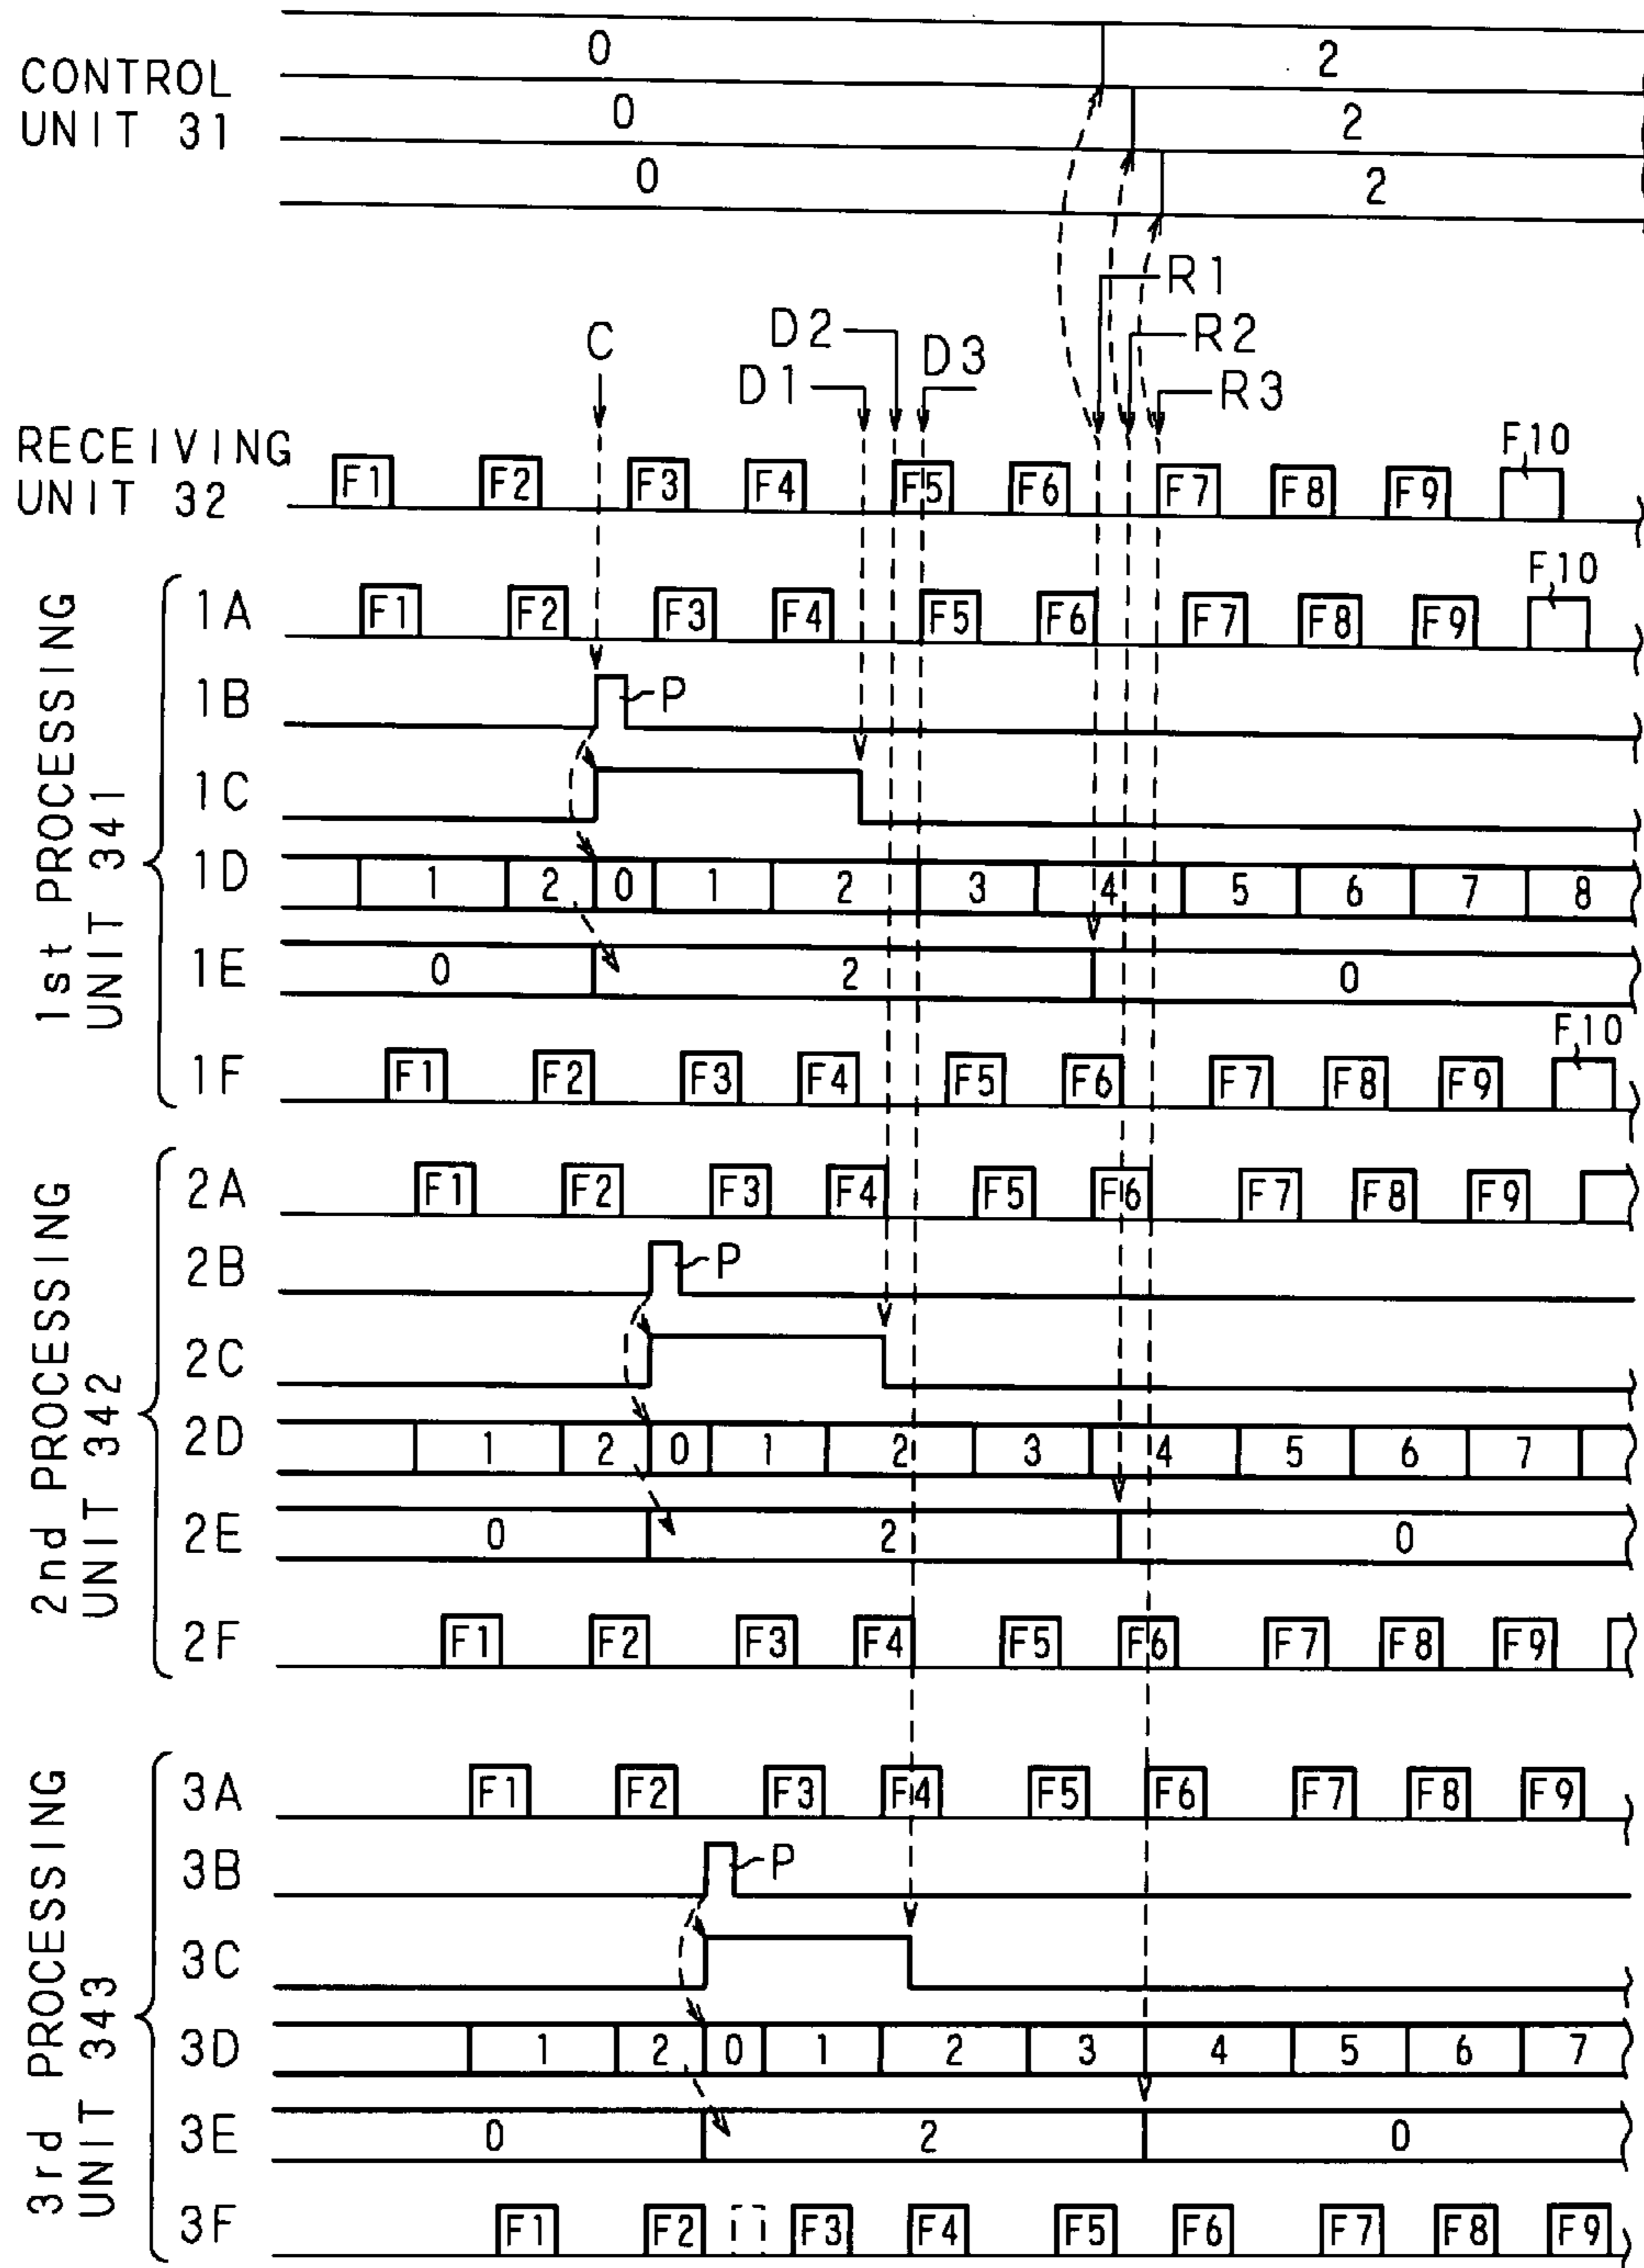 CONTROL
UNIT 31
0 2
0 2
0 2
R1
R2
R3
C
D2
D1
D3
RECEIVING
UNIT 32
F1 F2 F3 F4 F5 F6 F7 F8 F9 F10
1st PROCESSING
UNIT 341
1A F1 F2 F3 F4 F5 F6 F7 F8 F9 F10
1B P
1C
1D 1 2 0 1 2 3 4 5 6 7 8
1E 0 2 0
1F F1 F2 F3 F4 F5 F6 F7 F8 F9 F10
2nd PROCESSING
UNIT 342
2A F1 F2 F3 F4 F5 F6 F7 F8 F9
2B P
2C
2D 1 2 0 1 2 3 4 5 6 7
2E 0 2 0
2F F1 F2 F3 F4 F5 F6 F7 F8 F9
3rd PROCESSING
UNIT 343
3A F1 F2 F3 F4 F5 F6 F7 F8 F9
3B P
3C
3D 1 2 0 1 2 3 4 5 6 7
3E 0 2 0
3F F1 F2 F3 F4 F5 F6 F7 F8 F9